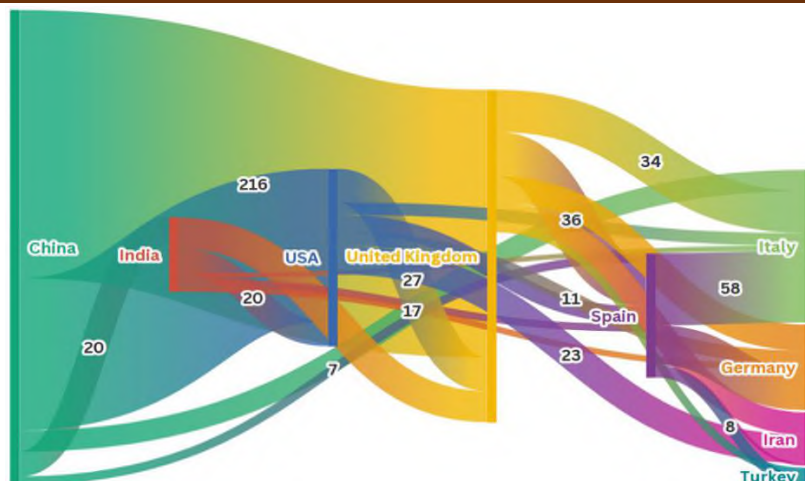 34
216
36
China
India
USA
United Kingdom
Italy
27
58
20
11
17
Spain
20
23
7
Germany
8
Iran
Turkey